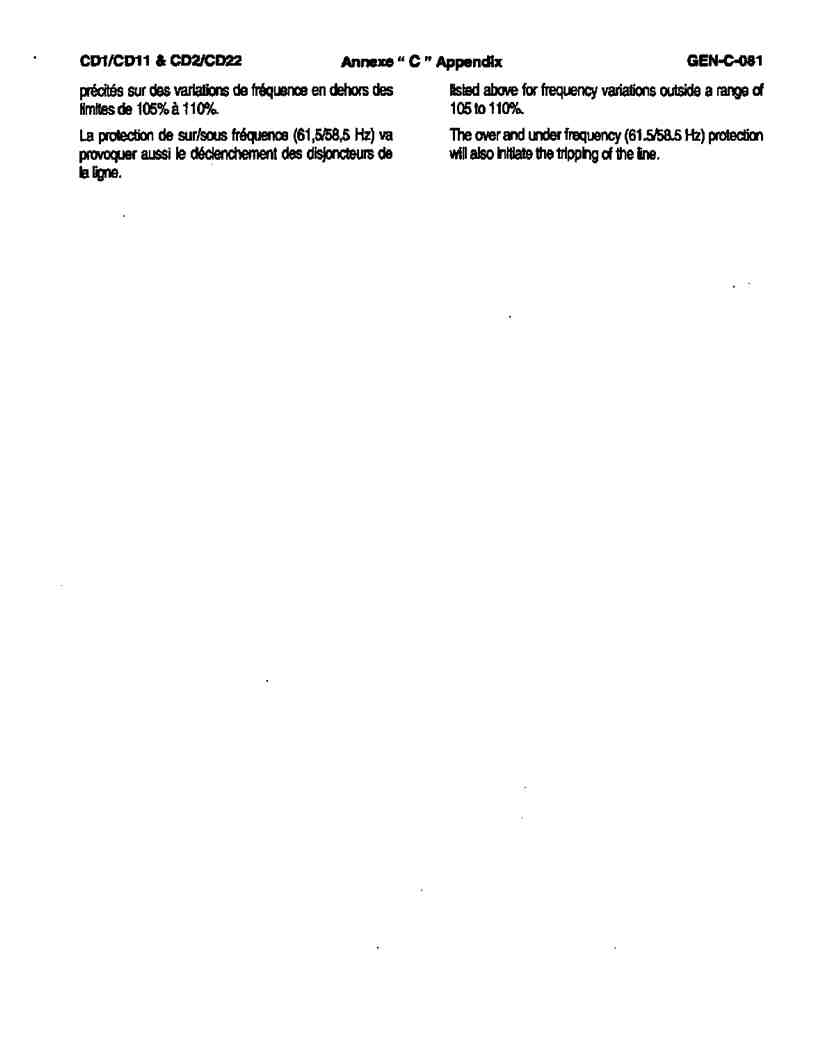 CD1/CD11 & CD2/CD22 Annexe " C " Appendix GEN-C-081
précités sur des variations de fréquence en dehors des
limites de 105% à 110%.
La protection de sur/sous fréquence (61,5/58,5 Hz) va
provoquer aussi le déclenchement des disjoncteurs de
la ligne.
listed above for frequency variations outside a range of
105 to 110%.
The over and under frequency (61.5/58.5 Hz) protection
will also initiate the tripping of the line.